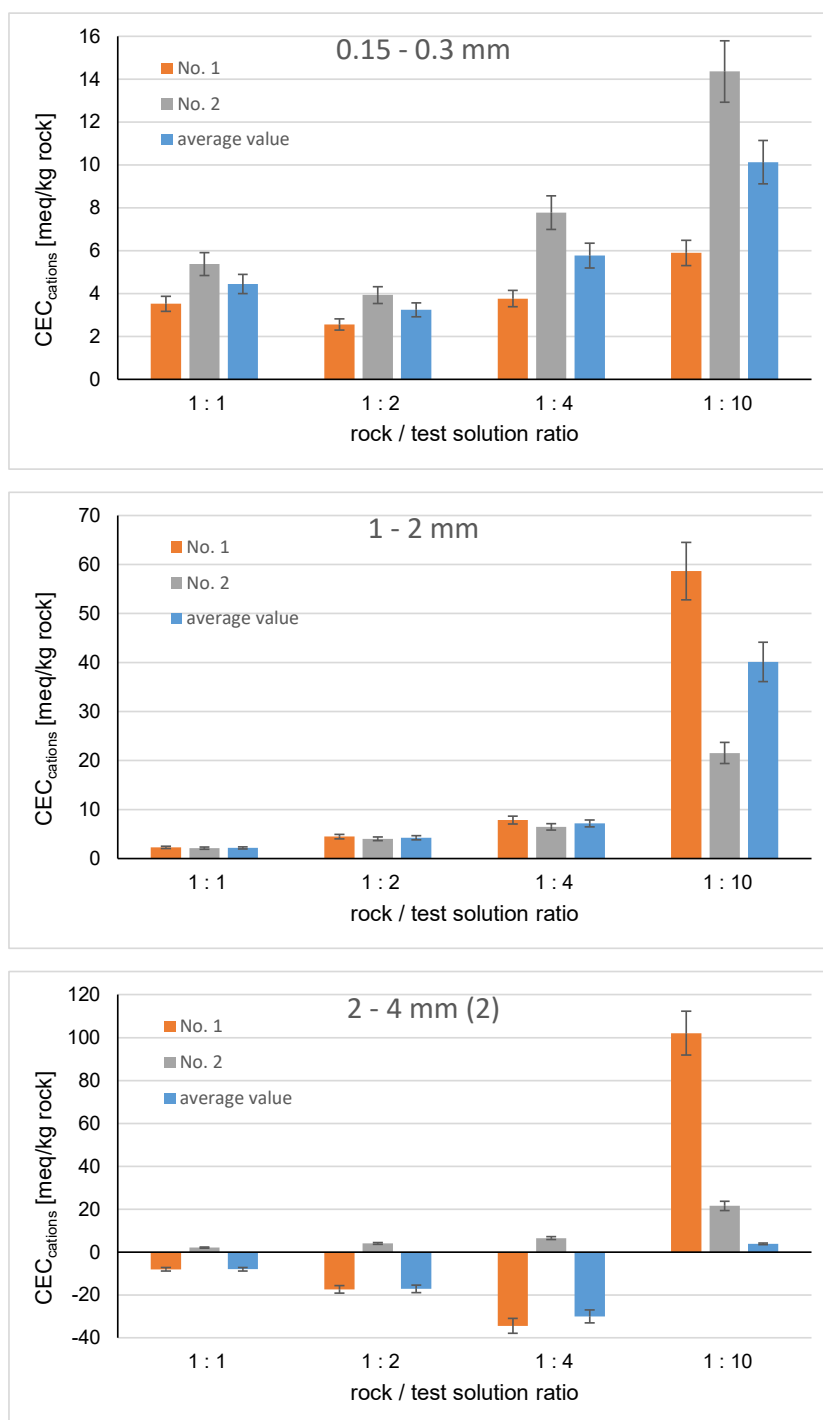 0.15 - 0.3 mm
No. 1
No. 2
average value
CEC_cations [meq/kg rock]
16
14
12
10
8
6
4
2
0
1 : 1 1 : 2 1 : 4 1 : 10
rock / test solution ratio
1 - 2 mm
No. 1
No. 2
average value
CEC_cations [meq/kg rock]
70
60
50
40
30
20
10
0
1 : 1 1 : 2 1 : 4 1 : 10
rock / test solution ratio
2 - 4 mm (2)
No. 1
No. 2
average value
CEC_cations [meq/kg rock]
120
100
80
60
40
20
0
-20
-40
1 : 1 1 : 2 1 : 4 1 : 10
rock / test solution ratio